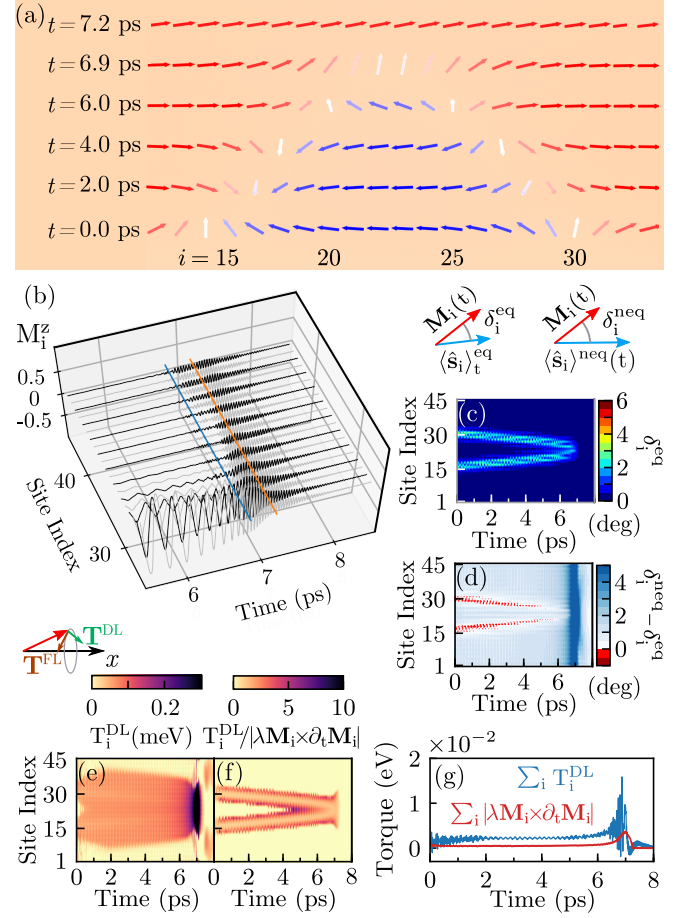 (a)
t = 7.2 ps
t = 6.9 ps
t = 6.0 ps
t = 4.0 ps
t = 2.0 ps
t = 0.0 ps
i = 15 20 25 30
(b)
M_i^z
0.5
0
-0.5
40
30
Site Index
6 7 8
Time (ps)
M_i(t) δ_i^eq
⟨ŝ_i⟩_t^eq
M_i(t) δ_i^neq
⟨ŝ_i⟩^neq(t)
(c)
45
30
15
1
Site Index
0 2 4 6
Time (ps)
6
4
2
0
δ_i^eq
(deg)
(d)
45
30
15
1
Site Index
0 2 4 6
Time (ps)
4
2
0
δ_i^neq − δ_i^eq
(deg)
T^DL
T^FL x
0 0.2
T_i^DL(meV)
0 5 10
T_i^DL/|λM_i×∂_tM_i|
(e)
45
30
15
1
Site Index
0 2 4 6
Time (ps)
(f)
0 2 4 6 8
Time (ps)
(g)
×10^−2
2
1
0
Torque (eV)
∑_i T_i^DL
∑_i |λM_i×∂_tM_i|
0 2 4 6 8
Time (ps)